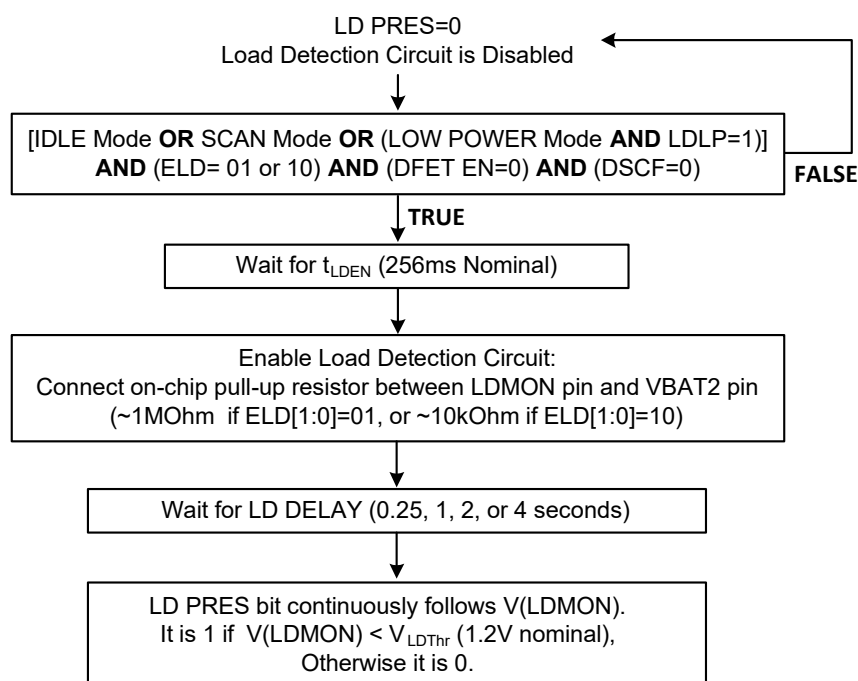 LD PRES=0
Load Detection Circuit is Disabled
[IDLE Mode OR SCAN Mode OR (LOW POWER Mode AND LDLP=1)]
AND (ELD= 01 or 10) AND (DFET EN=0) AND (DSCF=0)
FALSE
TRUE
Wait for tLDEN (256ms Nominal)
Enable Load Detection Circuit:
Connect on-chip pull-up resistor between LDMON pin and VBAT2 pin
(~1MOhm if ELD[1:0]=01, or ~10kOhm if ELD[1:0]=10)
Wait for LD DELAY (0.25, 1, 2, or 4 seconds)
LD PRES bit continuously follows V(LDMON).
It is 1 if V(LDMON) < VLDThr (1.2V nominal),
Otherwise it is 0.